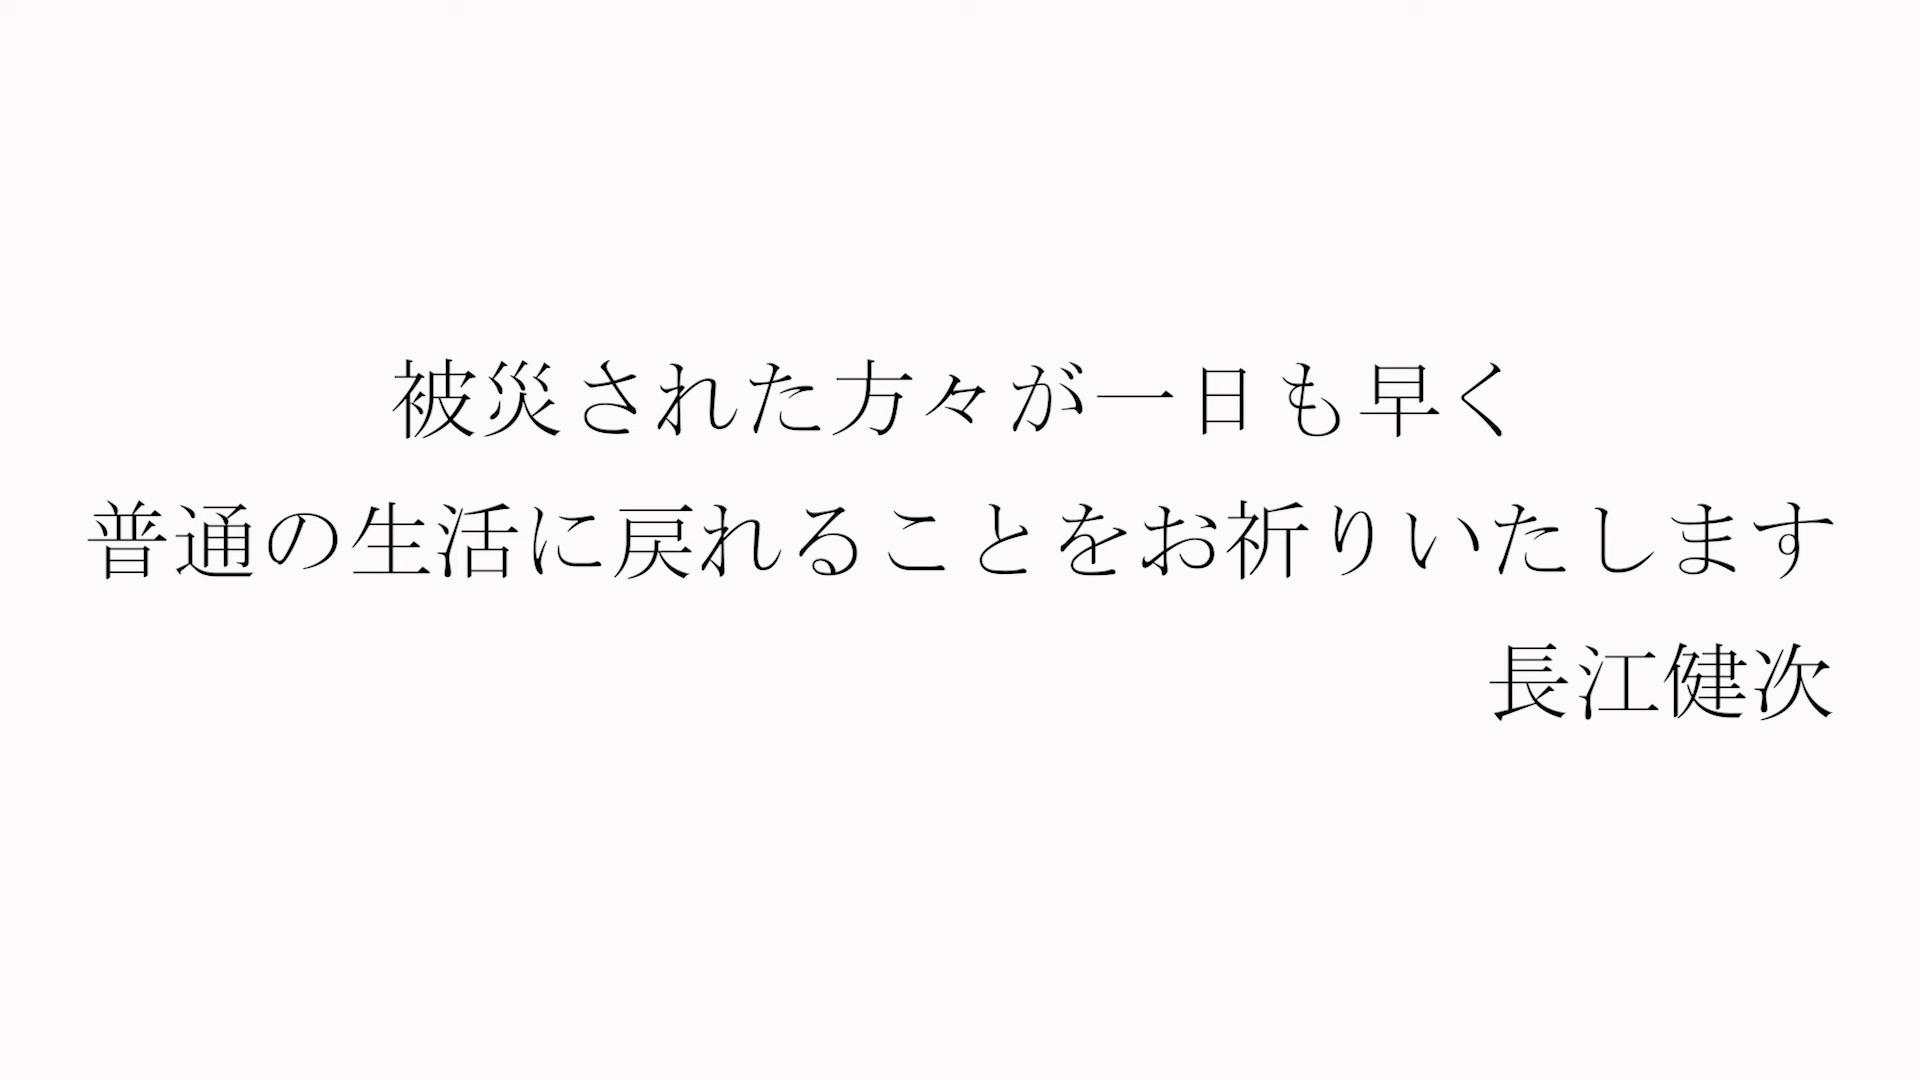 被災された方々が一日も早く
普通の生活に戻れることをお祈りいたします
長江健次